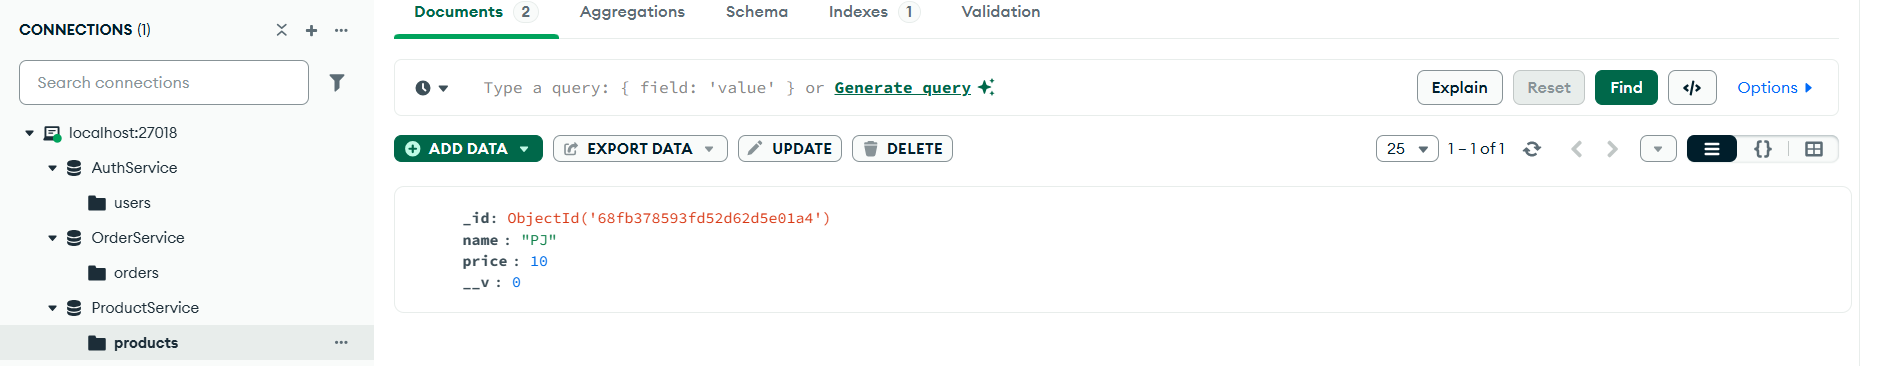 CONNECTIONS (1)
Search connections
localhost:27018
AuthService
users
OrderService
orders
ProductService
products
Documents 2 Aggregations Schema Indexes 1 Validation
Type a query: { field: 'value' } or Generate query
Explain Reset Find </> Options
ADD DATA EXPORT DATA UPDATE DELETE 25 1 – 1 of 1 {}
_id: ObjectId('68fb378593fd52d62d5e01a4')
name : "PJ"
price : 10
__v : 0